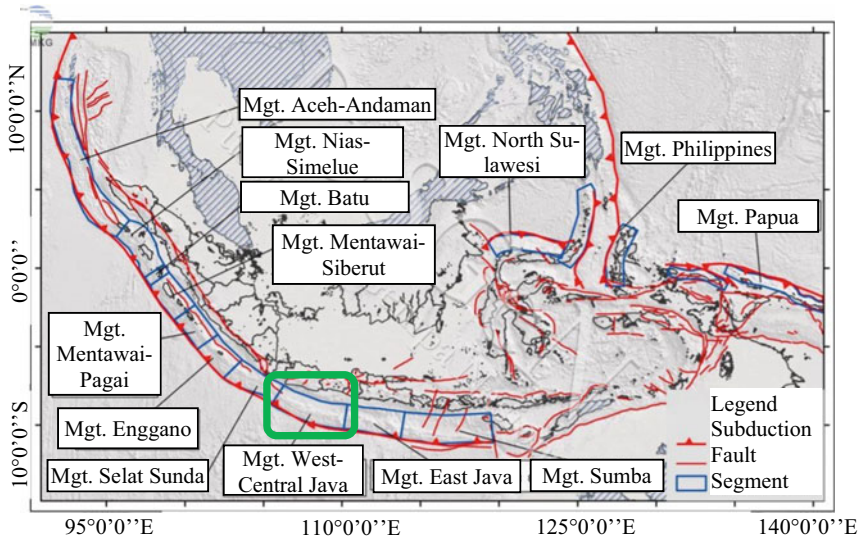 MKG
10°0'0''N
0°0'0''
10°0'0''S
Mgt. Aceh-Andaman
Mgt. Nias-
Simelue
Mgt. Batu
Mgt. Mentawai-
Siberut
Mgt. North Su-
lawesi
Mgt. Philippines
Mgt. Papua
Mgt.
Mentawai-
Pagai
Mgt. Enggano
Mgt. Selat Sunda
Mgt. West-
Central Java
Mgt. East Java
Mgt. Sumba
Legend
Subduction
Fault
Segment
95°0'0''E
110°0'0''E
125°0'0''E
140°0'0''E